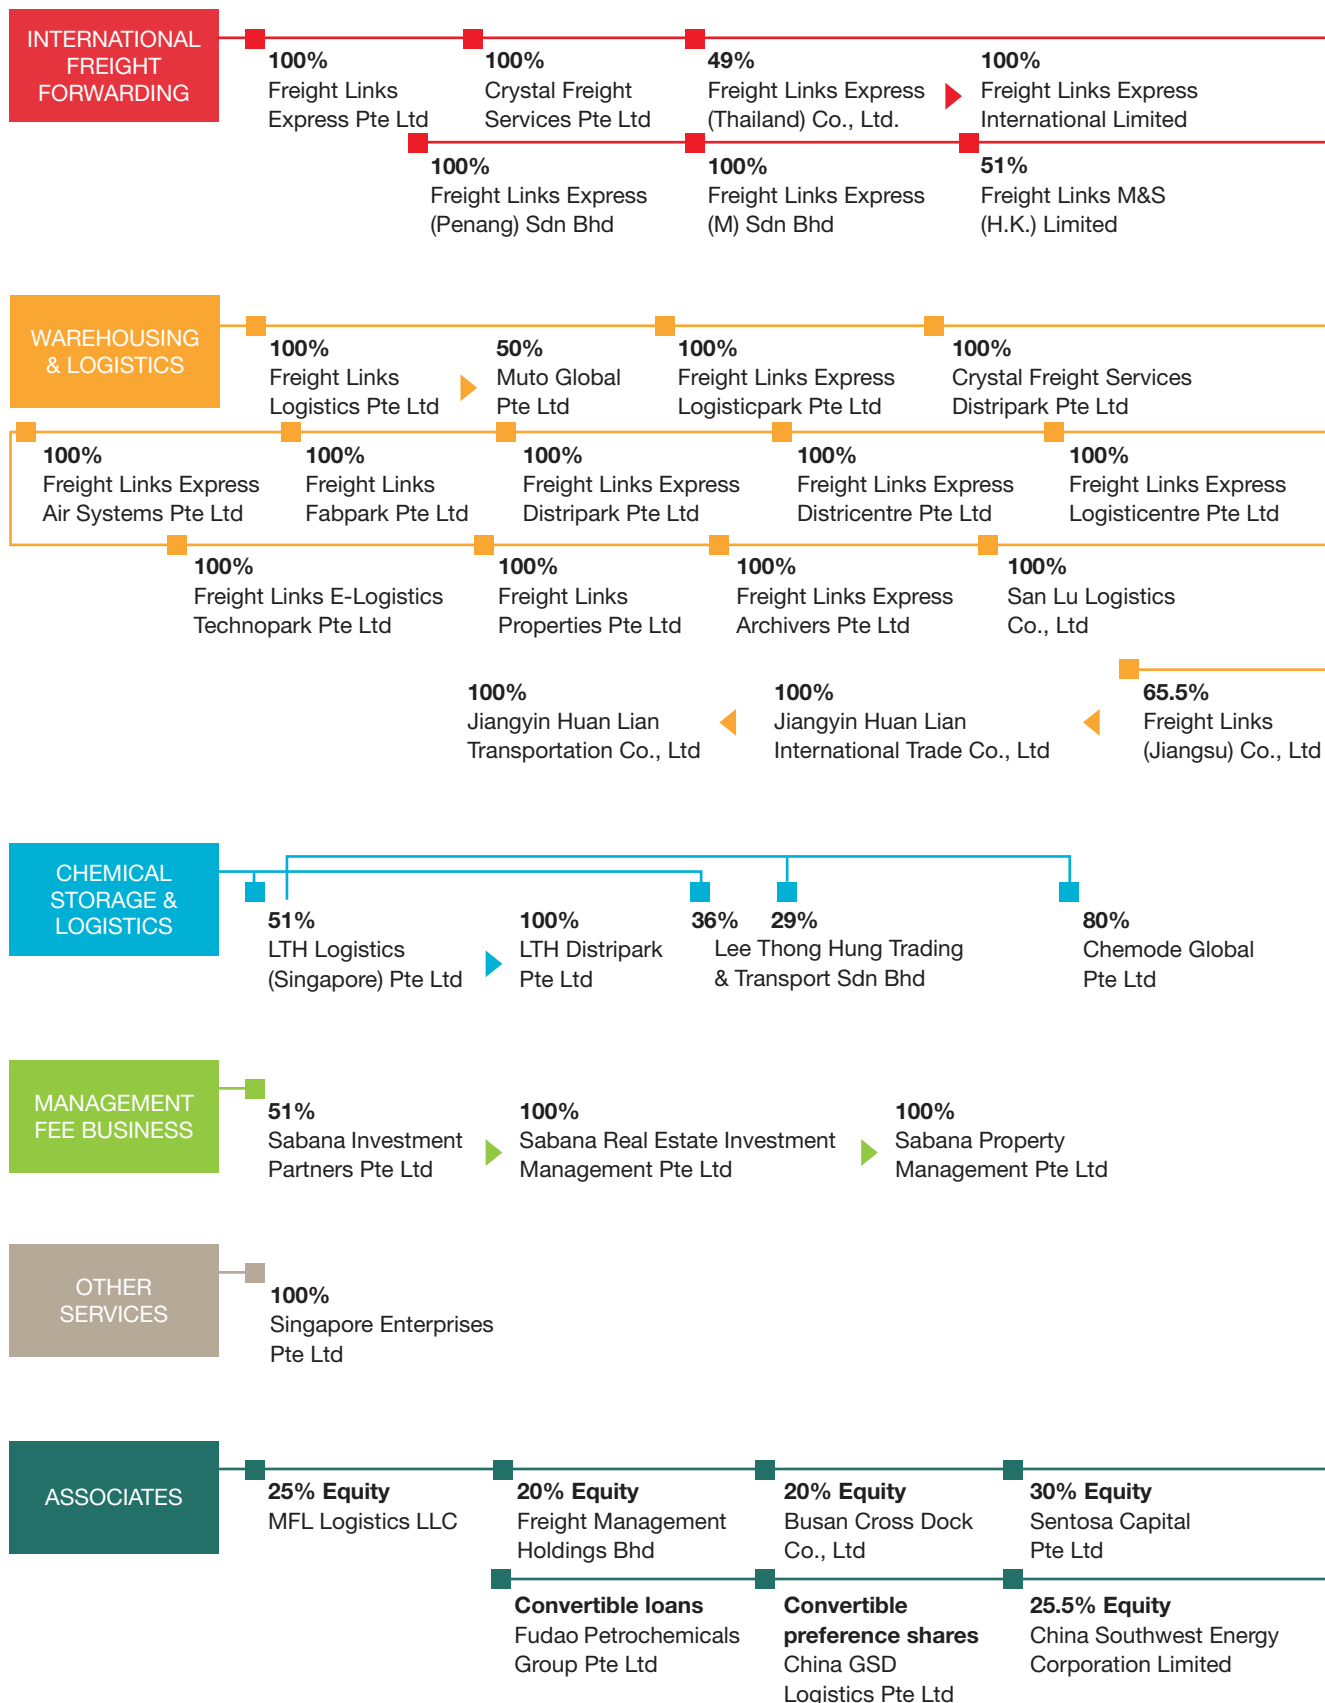 INTERNATIONAL
FREIGHT
FORWARDING
100%
Freight Links
Express Pte Ltd
100%
Crystal Freight
Services Pte Ltd
49%
Freight Links Express
(Thailand) Co., Ltd.
100%
Freight Links Express
International Limited
100%
Freight Links Express
(Penang) Sdn Bhd
100%
Freight Links Express
(M) Sdn Bhd
51%
Freight Links M&S
(H.K.) Limited
WAREHOUSING
& LOGISTICS
100%
Freight Links
Logistics Pte Ltd
50%
Muto Global
Pte Ltd
100%
Freight Links Express
Logisticpark Pte Ltd
100%
Crystal Freight Services
Distripark Pte Ltd
100%
Freight Links Express
Air Systems Pte Ltd
100%
Freight Links
Fabpark Pte Ltd
100%
Freight Links Express
Distripark Pte Ltd
100%
Freight Links Express
Districentre Pte Ltd
100%
Freight Links Express
Logisticentre Pte Ltd
100%
Freight Links E-Logistics
Technopark Pte Ltd
100%
Freight Links
Properties Pte Ltd
100%
Freight Links Express
Archivers Pte Ltd
100%
San Lu Logistics
Co., Ltd
100%
Jiangyin Huan Lian
Transportation Co., Ltd
100%
Jiangyin Huan Lian
International Trade Co., Ltd
65.5%
Freight Links
(Jiangsu) Co., Ltd
CHEMICAL
STORAGE &
LOGISTICS
51%
LTH Logistics
(Singapore) Pte Ltd
100%
LTH Distripark
Pte Ltd
36% 29%
Lee Thong Hung Trading
& Transport Sdn Bhd
80%
Chemode Global
Pte Ltd
MANAGEMENT
FEE BUSINESS
51%
Sabana Investment
Partners Pte Ltd
100%
Sabana Real Estate Investment
Management Pte Ltd
100%
Sabana Property
Management Pte Ltd
OTHER
SERVICES
100%
Singapore Enterprises
Pte Ltd
ASSOCIATES
25% Equity
MFL Logistics LLC
20% Equity
Freight Management
Holdings Bhd
20% Equity
Busan Cross Dock
Co., Ltd
30% Equity
Sentosa Capital
Pte Ltd
Convertible loans
Fudao Petrochemicals
Group Pte Ltd
Convertible
preference shares
China GSD
Logistics Pte Ltd
25.5% Equity
China Southwest Energy
Corporation Limited